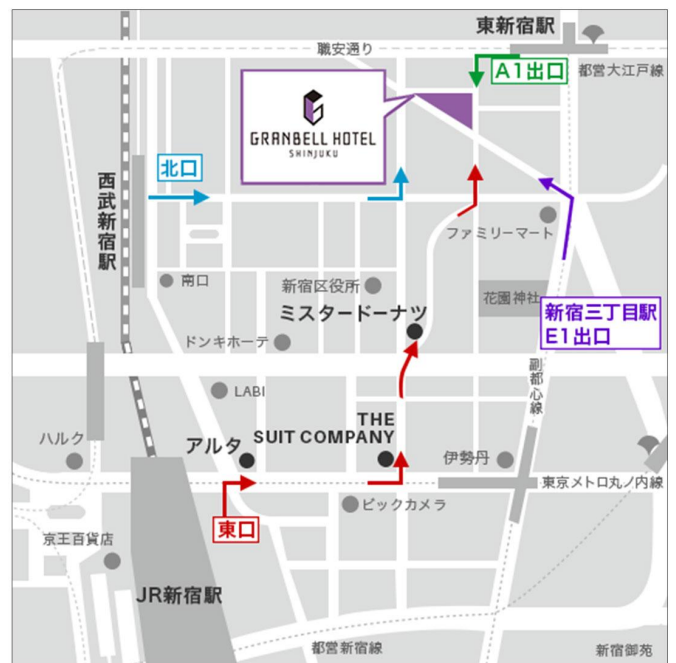 東新宿駅
職安通り
都営大江戸線
A1出口
GRANBELL HOTEL
SHINJUKU
北口
西武新宿駅
ファミリーマート
南口
新宿区役所
花園神社
ミスタードーナツ
新宿三丁目駅
E1出口
ドンキホーテ
副都心線
LABI
THE
SUIT COMPANY
ハルク
アルタ
伊勢丹
東京メトロ丸ノ内線
ビックカメラ
東口
京王百貨店
JR新宿駅
都営新宿線
新宿御苑